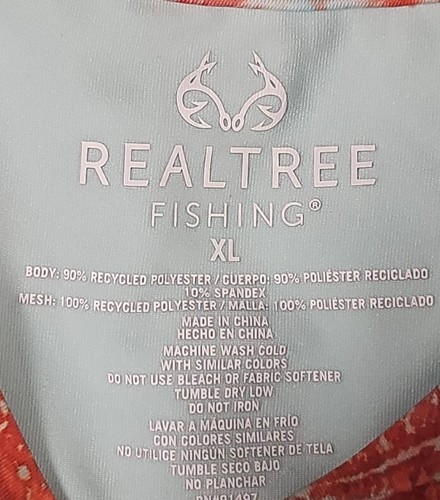 REALTREE
FISHING®
XL
BODY: 90% RECYCLED POLYESTER / CUERPO: 90% POLIÉSTER RECICLADO
10% SPANDEX
MESH: 100% RECYCLED POLYESTER / MALLA: 100% POLIÉSTER RECICLADO
MADE IN CHINA
HECHO EN CHINA
MACHINE WASH COLD
WITH SIMILAR COLORS
DO NOT USE BLEACH OR FABRIC SOFTENER
TUMBLE DRY LOW
DO NOT IRON
LAVAR A MÁQUINA EN FRÍO
CON COLORES SIMILARES
NO UTILICE NINGÚN SOFTENER DE TELA
TUMBLE SECO BAJO
NO PLANCHAR